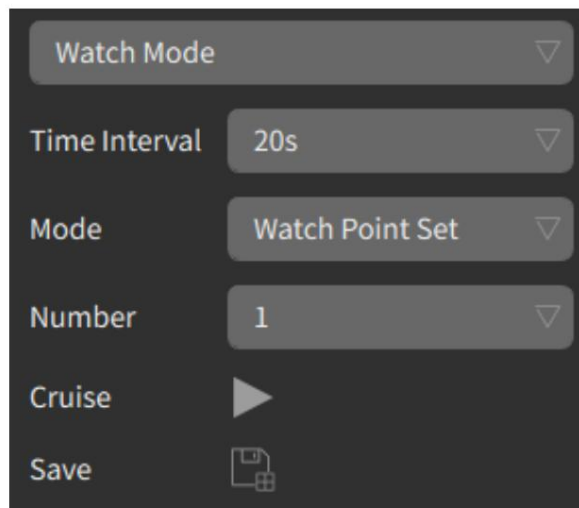 Watch Mode
Time Interval 20s
Mode Watch Point Set
Number 1
Cruise
Save